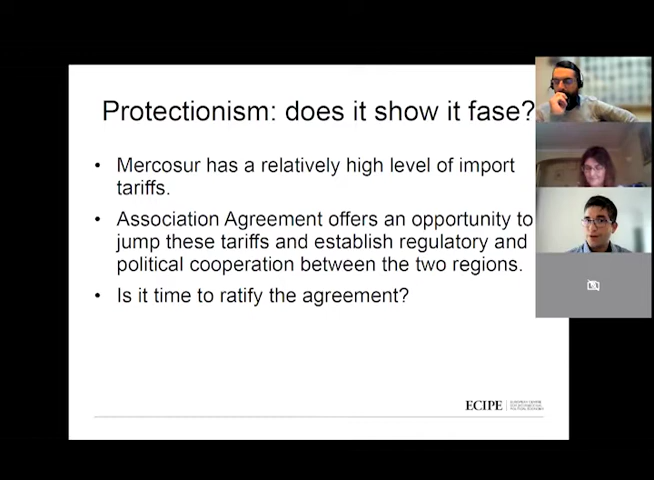 Protectionism: does it show it fase?
• Mercosur has a relatively high level of import
tariffs.
• Association Agreement offers an opportunity to
jump these tariffs and establish regulatory and
political cooperation between the two regions.
• Is it time to ratify the agreement?
ECIPE